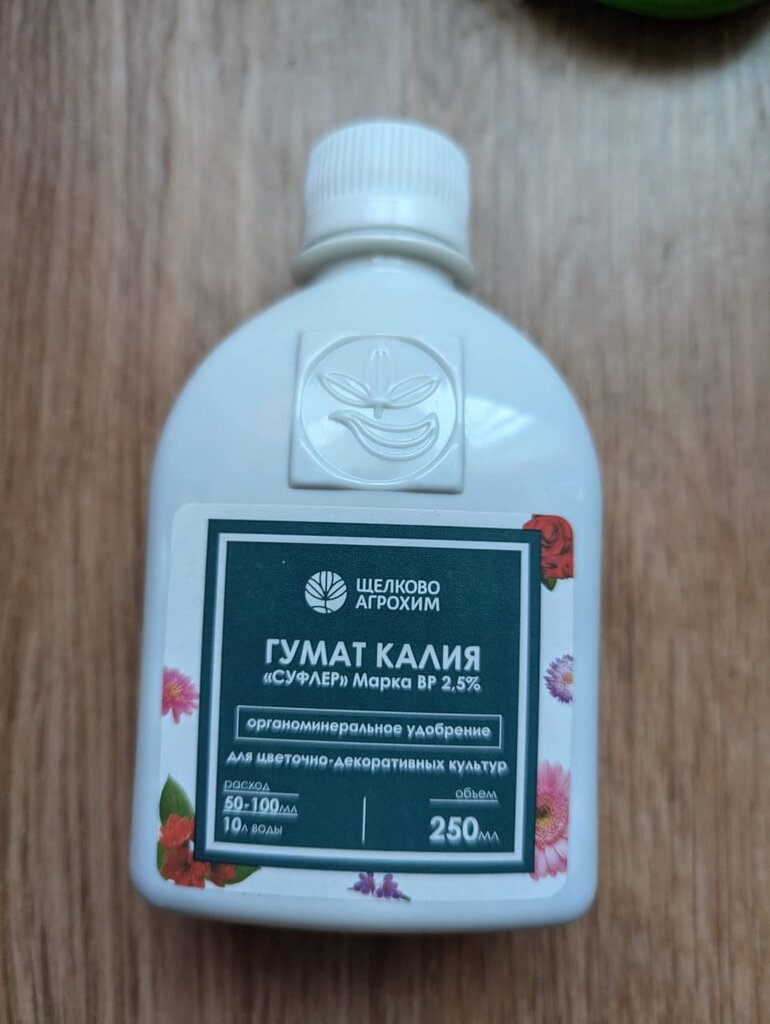 ЩЕЛКОВО
АГРОХИМ
ГУМАТ КАЛИЯ
«СУФЛЕР» Марка ВР 2,5%
органоминеральное удобрение
для цветочно-декоративных культур
расход
50-100мл
10л воды
объем
250мл